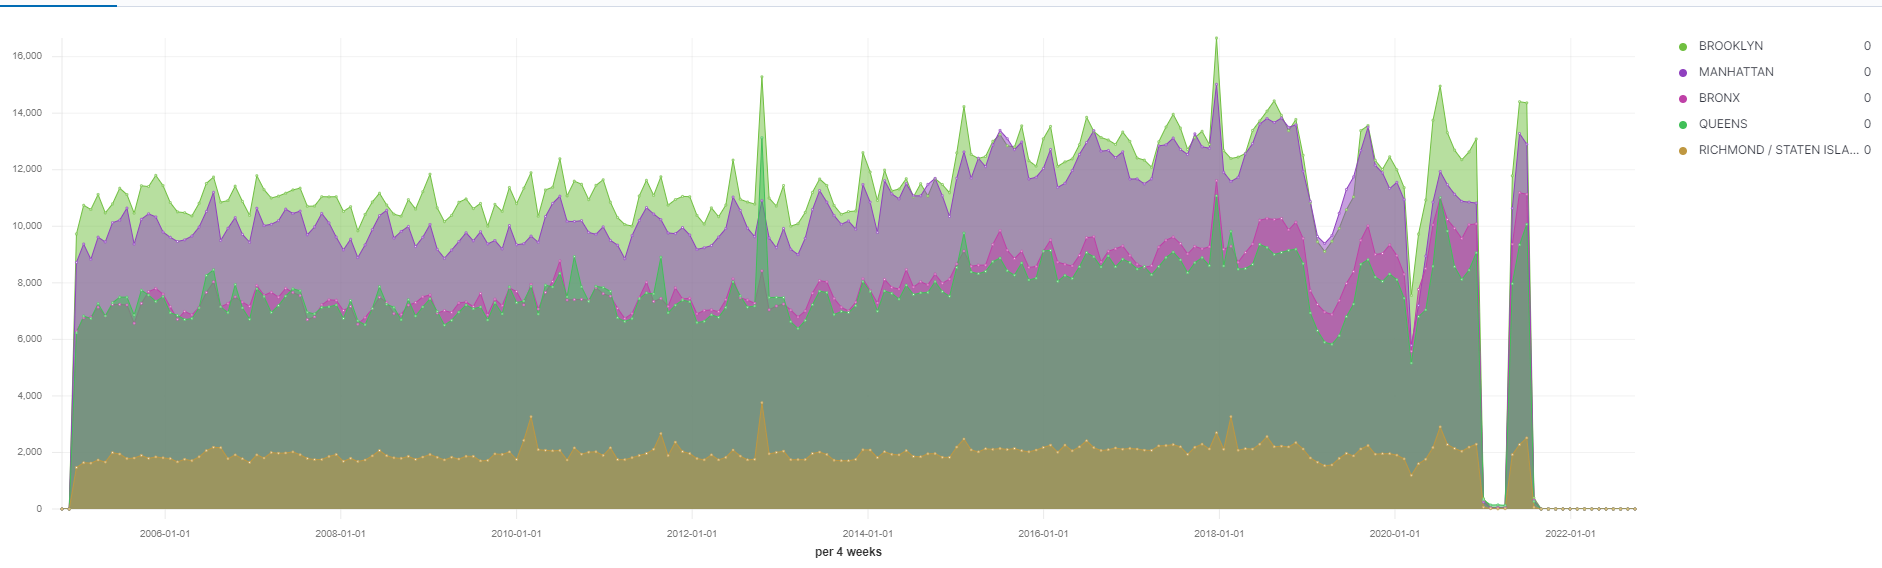 16,000
14,000
12,000
10,000
8,000
6,000
4,000
2,000
0
2006-01-01 2008-01-01 2010-01-01 2012-01-01 2014-01-01 2016-01-01 2018-01-01 2020-01-01 2022-01-01
per 4 weeks
BROOKLYN 0
MANHATTAN 0
BRONX 0
QUEENS 0
RICHMOND / STATEN ISLA... 0